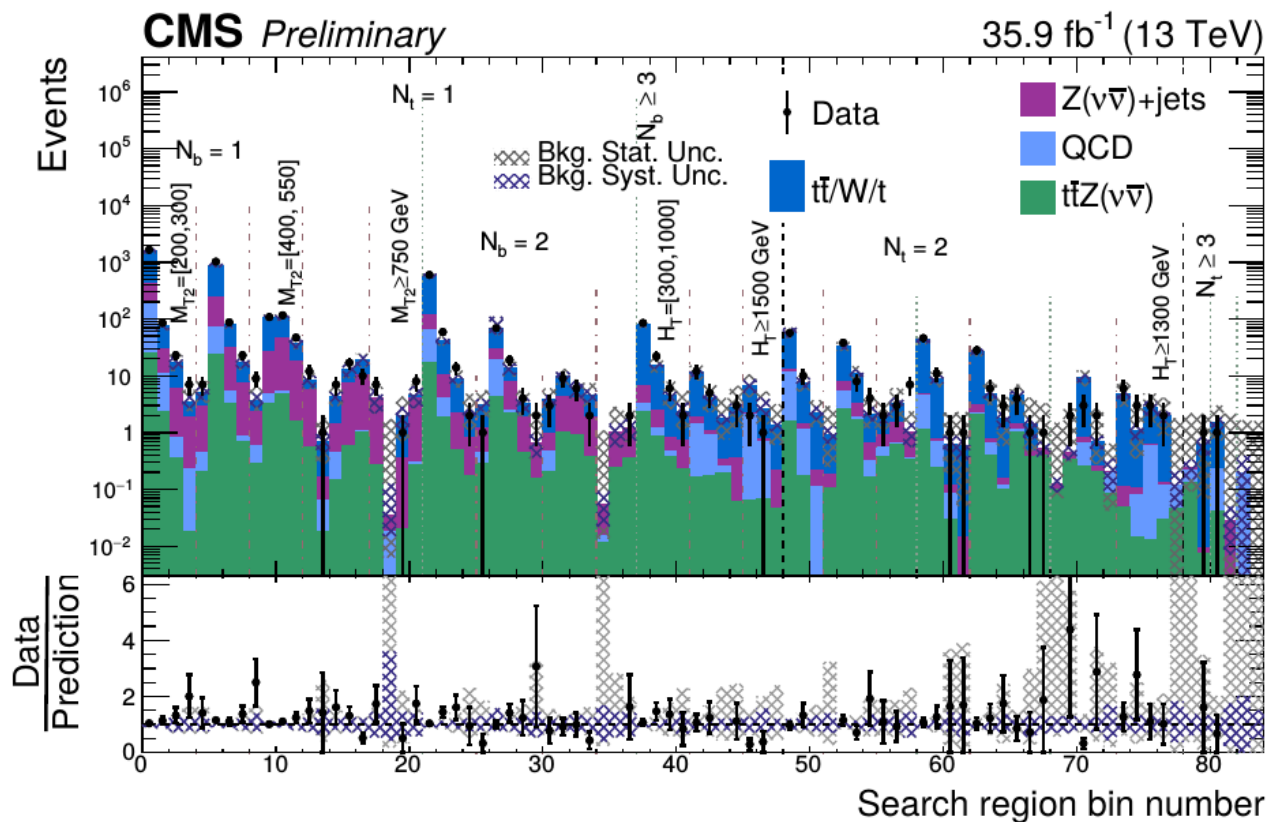 CMS Preliminary 35.9 fb⁻¹ (13 TeV)
Events
10⁶
10⁵
10⁴
10³
10²
10
1
10⁻¹
10⁻²
N_t = 1
N_b = 1
N_b ≥ 3
N_b = 2
N_t = 2
N_t ≥ 3
M_T2=[200,300]
M_T2=[400, 550]
M_T2≥750 GeV
H_T=[300,1000]
H_T≥1500 GeV
H_T≥1300 GeV
Bkg. Stat. Unc.
Bkg. Syst. Unc.
Data
tt̄/W/t
Z(νν̄)+jets
QCD
tt̄Z(νν̄)
Data
Prediction
6
4
2
0
0 10 20 30 40 50 60 70 80
Search region bin number